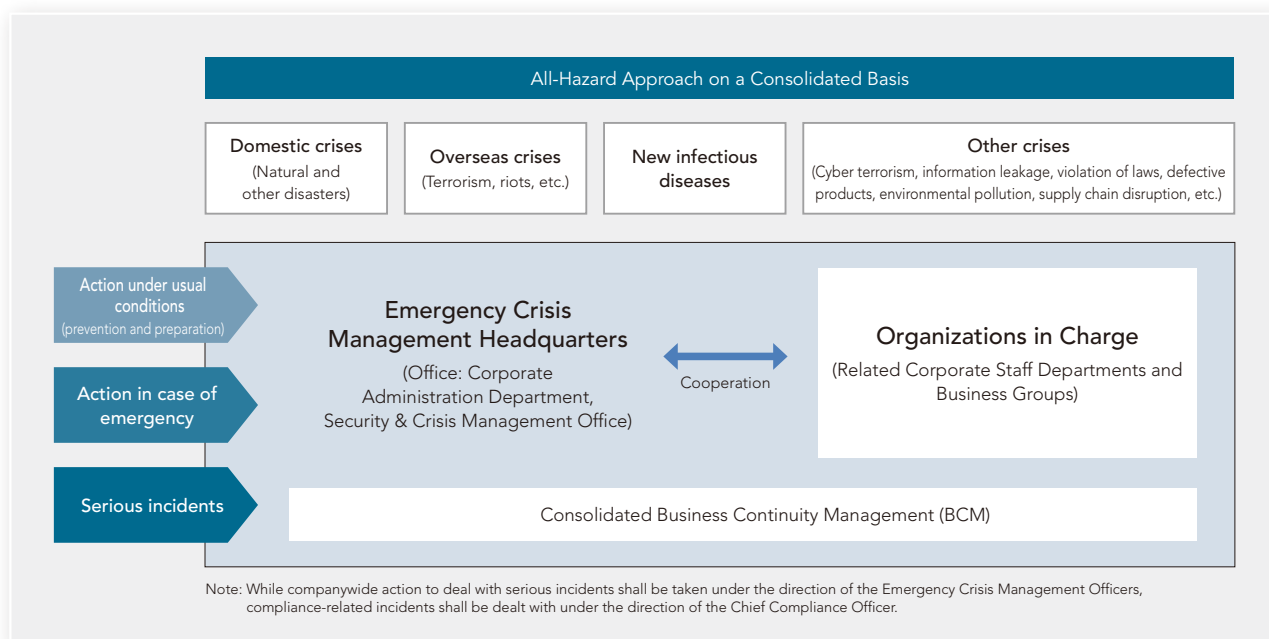 All-Hazard Approach on a Consolidated Basis
Domestic crises
(Natural and
other disasters)
Overseas crises
(Terrorism, riots, etc.)
New infectious
diseases
Other crises
(Cyber terrorism, information leakage, violation of laws, defective
products, environmental pollution, supply chain disruption, etc.)
Action under usual
conditions
(prevention and preparation)
Action in case of
emergency
Serious incidents
Emergency Crisis
Management Headquarters
(Office: Corporate
Administration Department,
Security & Crisis Management Office)
Cooperation
Organizations in Charge
(Related Corporate Staff Departments and
Business Groups)
Consolidated Business Continuity Management (BCM)
Note: While companywide action to deal with serious incidents shall be taken under the direction of the Emergency Crisis Management Officers,
compliance-related incidents shall be dealt with under the direction of the Chief Compliance Officer.